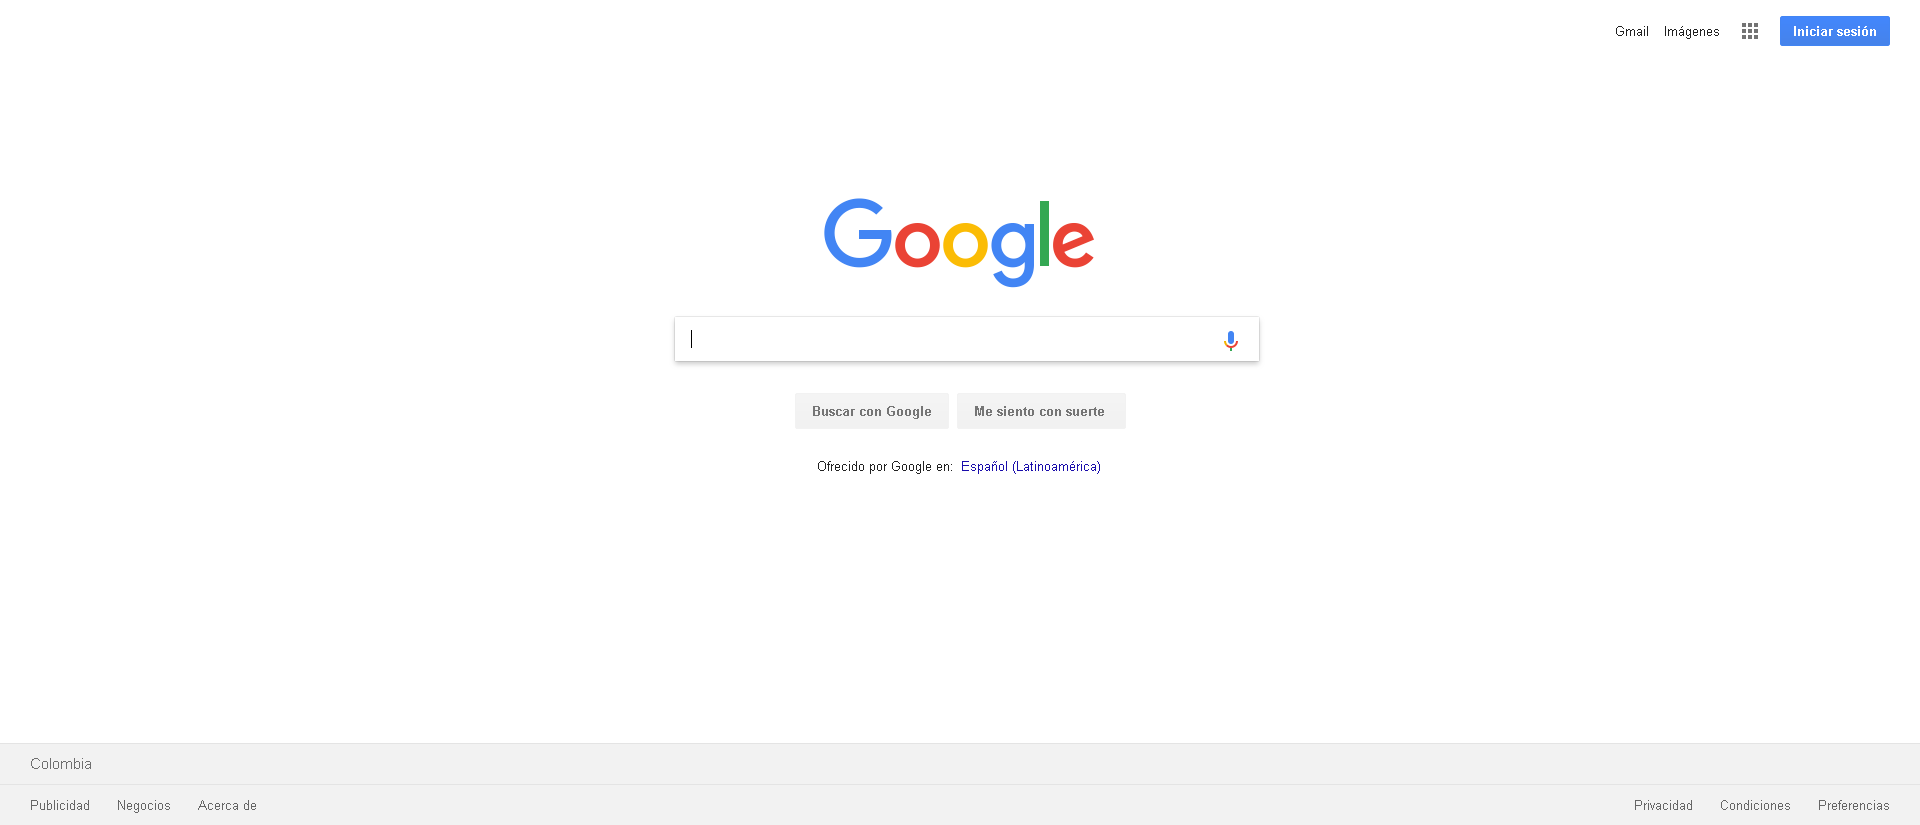 Gmail Imágenes Iniciar sesión
Google
Buscar con Google Me siento con suerte
Ofrecido por Google en: Español (Latinoamérica)
Colombia
Publicidad Negocios Acerca de Privacidad Condiciones Preferencias